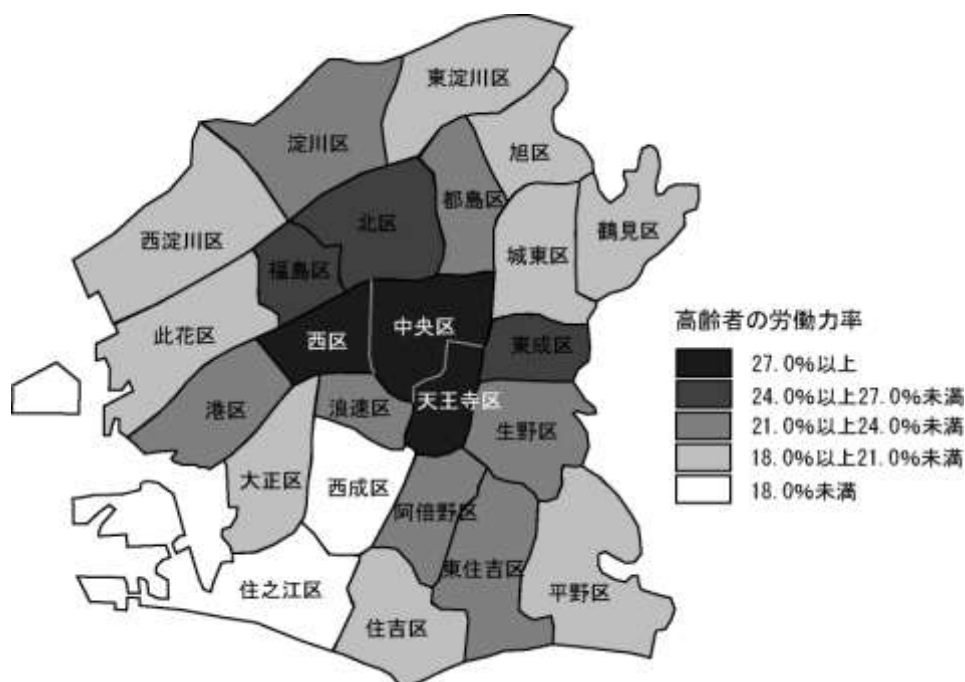 東淀川区
淀川区
旭区
都島区
北区
鶴見区
西淀川区
城東区
福島区
中央区
此花区
西区
東成区
天王寺区
港区
浪速区
生野区
大正区
西成区
阿倍野区
東住吉区
住之江区
平野区
住吉区
高齢者の労働力率
27.0%以上
24.0%以上27.0%未満
21.0%以上24.0%未満
18.0%以上21.0%未満
18.0%未満